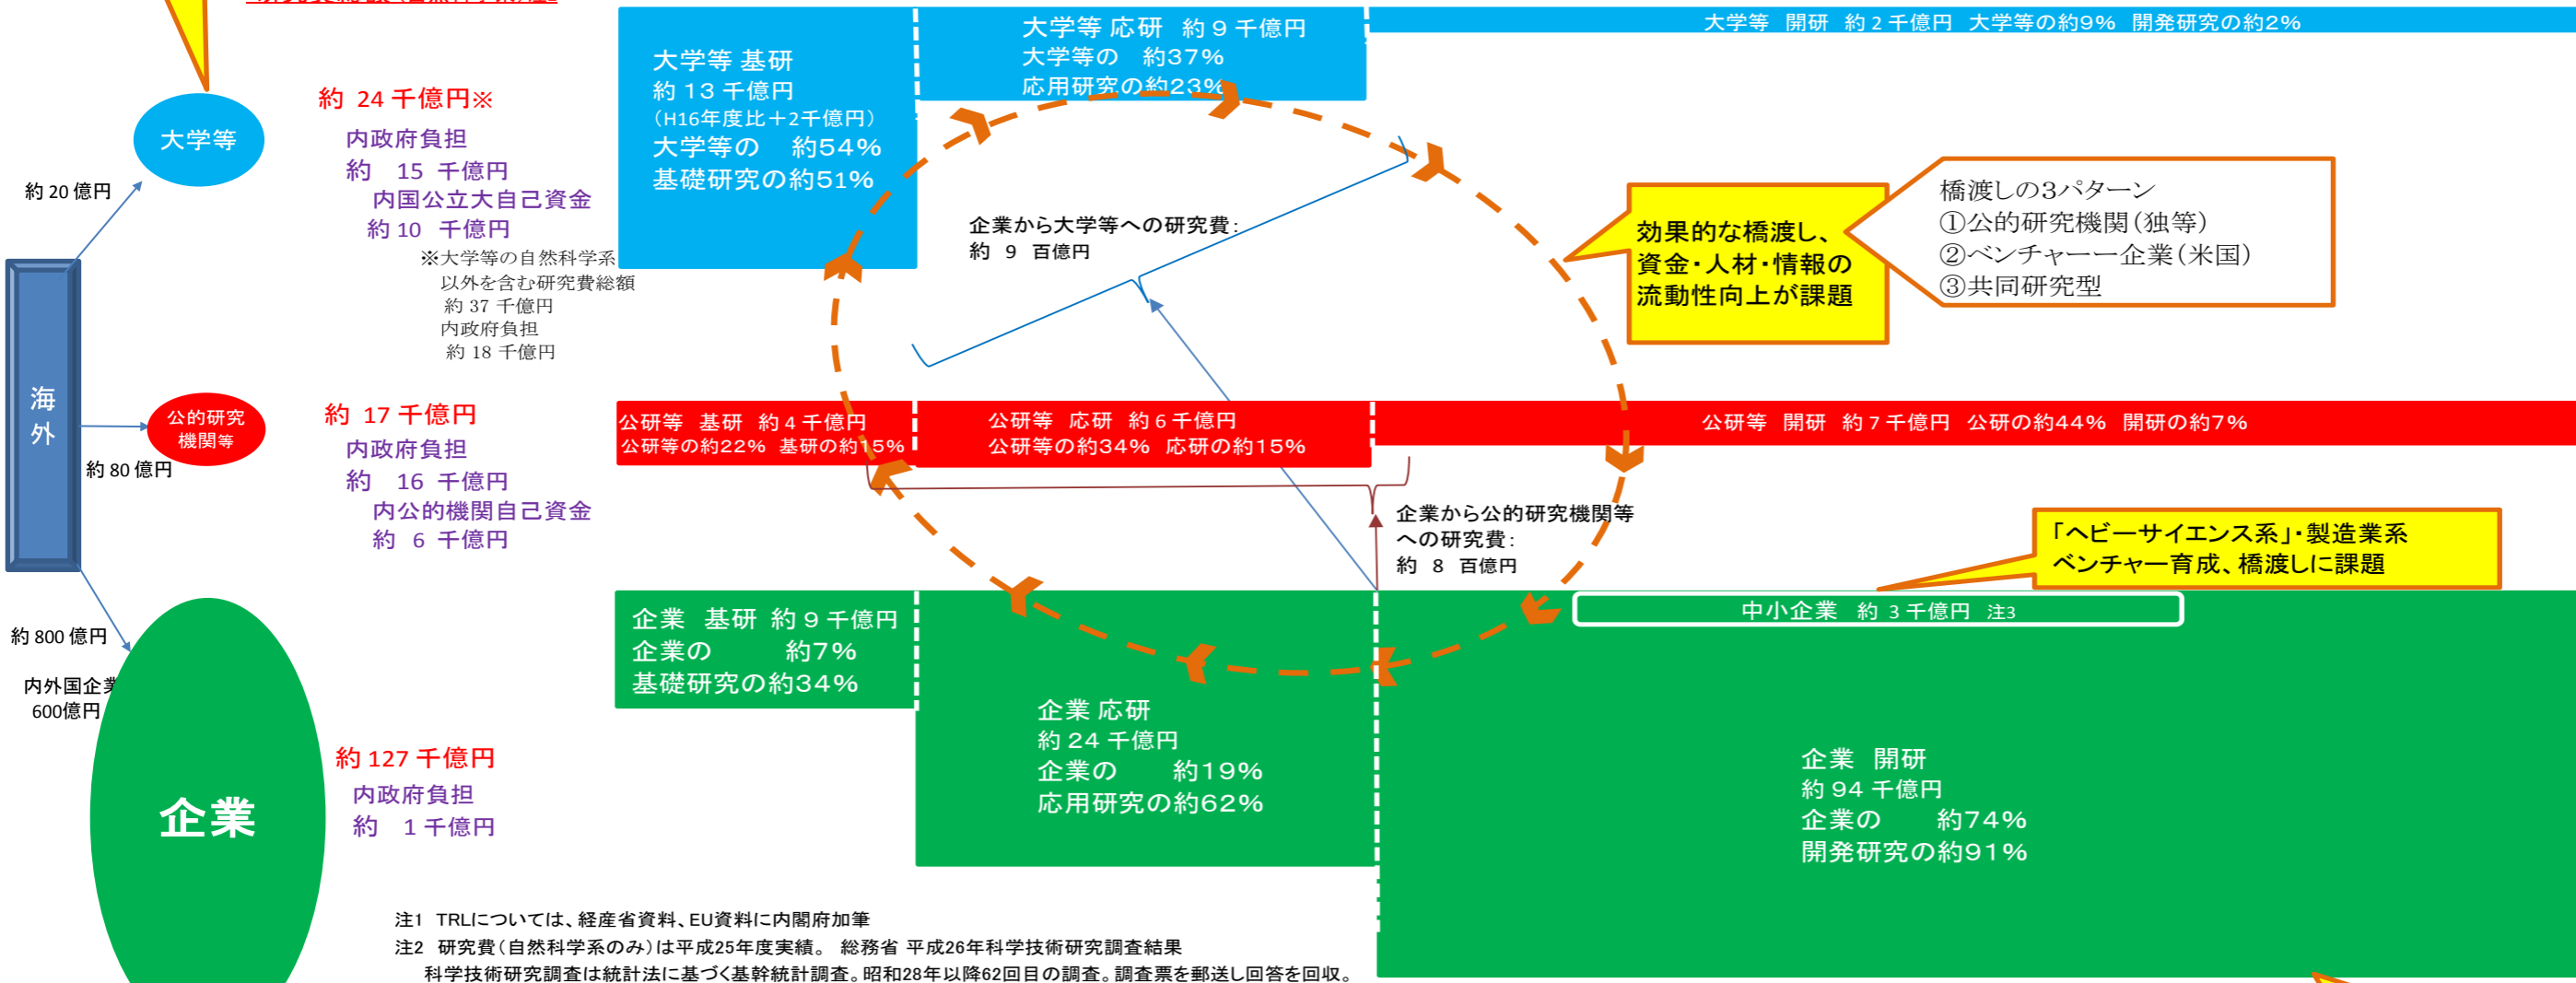 大学等
約 20 億円
海外
約 80 億円
約 800 億円
内外国企業
600億円
公的研究
機関等
企業
約 24 千億円※
内政府負担
約 15 千億円
内国公立大自己資金
約 10 千億円
※大学等の自然科学系
以外を含む研究費総額
約 37 千億円
内政府負担
約 18 千億円
約 17 千億円
内政府負担
約 16 千億円
内公的機関自己資金
約 6 千億円
約 127 千億円
内政府負担
約 1 千億円
大学等 基研
約 13 千億円
（H16年度比＋2千億円）
大学等の 約54%
基礎研究の約51%
大学等 応研 約 9 千億円
大学等の 約37%
応用研究の約23%
大学等 開研 約 2 千億円 大学等の約9% 開発研究の約2%
企業から大学等への研究費：
約 9 百億円
効果的な橋渡し、
資金・人材・情報の
流動性向上が課題
橋渡しの3パターン
①公的研究機関（独等）
②ベンチャーー企業（米国）
③共同研究型
公研等 基研 約 4 千億円
公研等の約22% 基研の約15%
公研等 応研 約 6 千億円
公研等の約34% 応研の約15%
公研等 開研 約 7 千億円 公研の約44% 開研の約7%
企業から公的研究機関等
への研究費：
約 8 百億円
「ヘビーサイエンス系」・製造業系
ベンチャー育成、橋渡しに課題
企業 基研 約 9 千億円
企業の 約7%
基礎研究の約34%
中小企業 約 3 千億円 注3
企業 応研
約 24 千億円
企業の 約19%
応用研究の約62%
企業 開研
約 94 千億円
企業の 約74%
開発研究の約91%
注1 TRLについては、経産省資料、EU資料に内閣府加筆
注2 研究費（自然科学系のみ）は平成25年度実績。 総務省 平成26年科学技術研究調査結果
科学技術研究調査は統計法に基づく基幹統計調査。昭和28年以降62回目の調査。調査票を郵送し回答を回収。